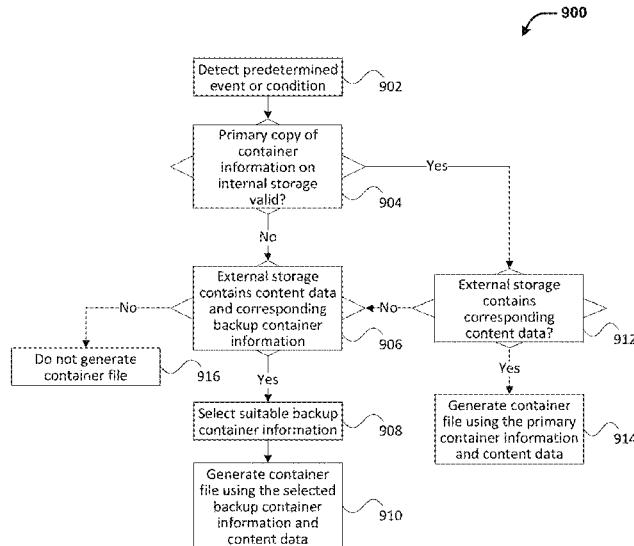 900
Detect predetermined
event or condition
902
Primary copy of
container
information on
internal storage
valid?
904
Yes
No
External storage
contains content data
and corresponding
backup container
information
906
No
No
External storage
contains
corresponding
content data?
912
Do not generate
container file
916
Yes
Yes
Select suitable backup
container information
908
Generate container
file using the primary
container information
and content data
914
Generate container
file using the selected
backup container
information and
content data
910